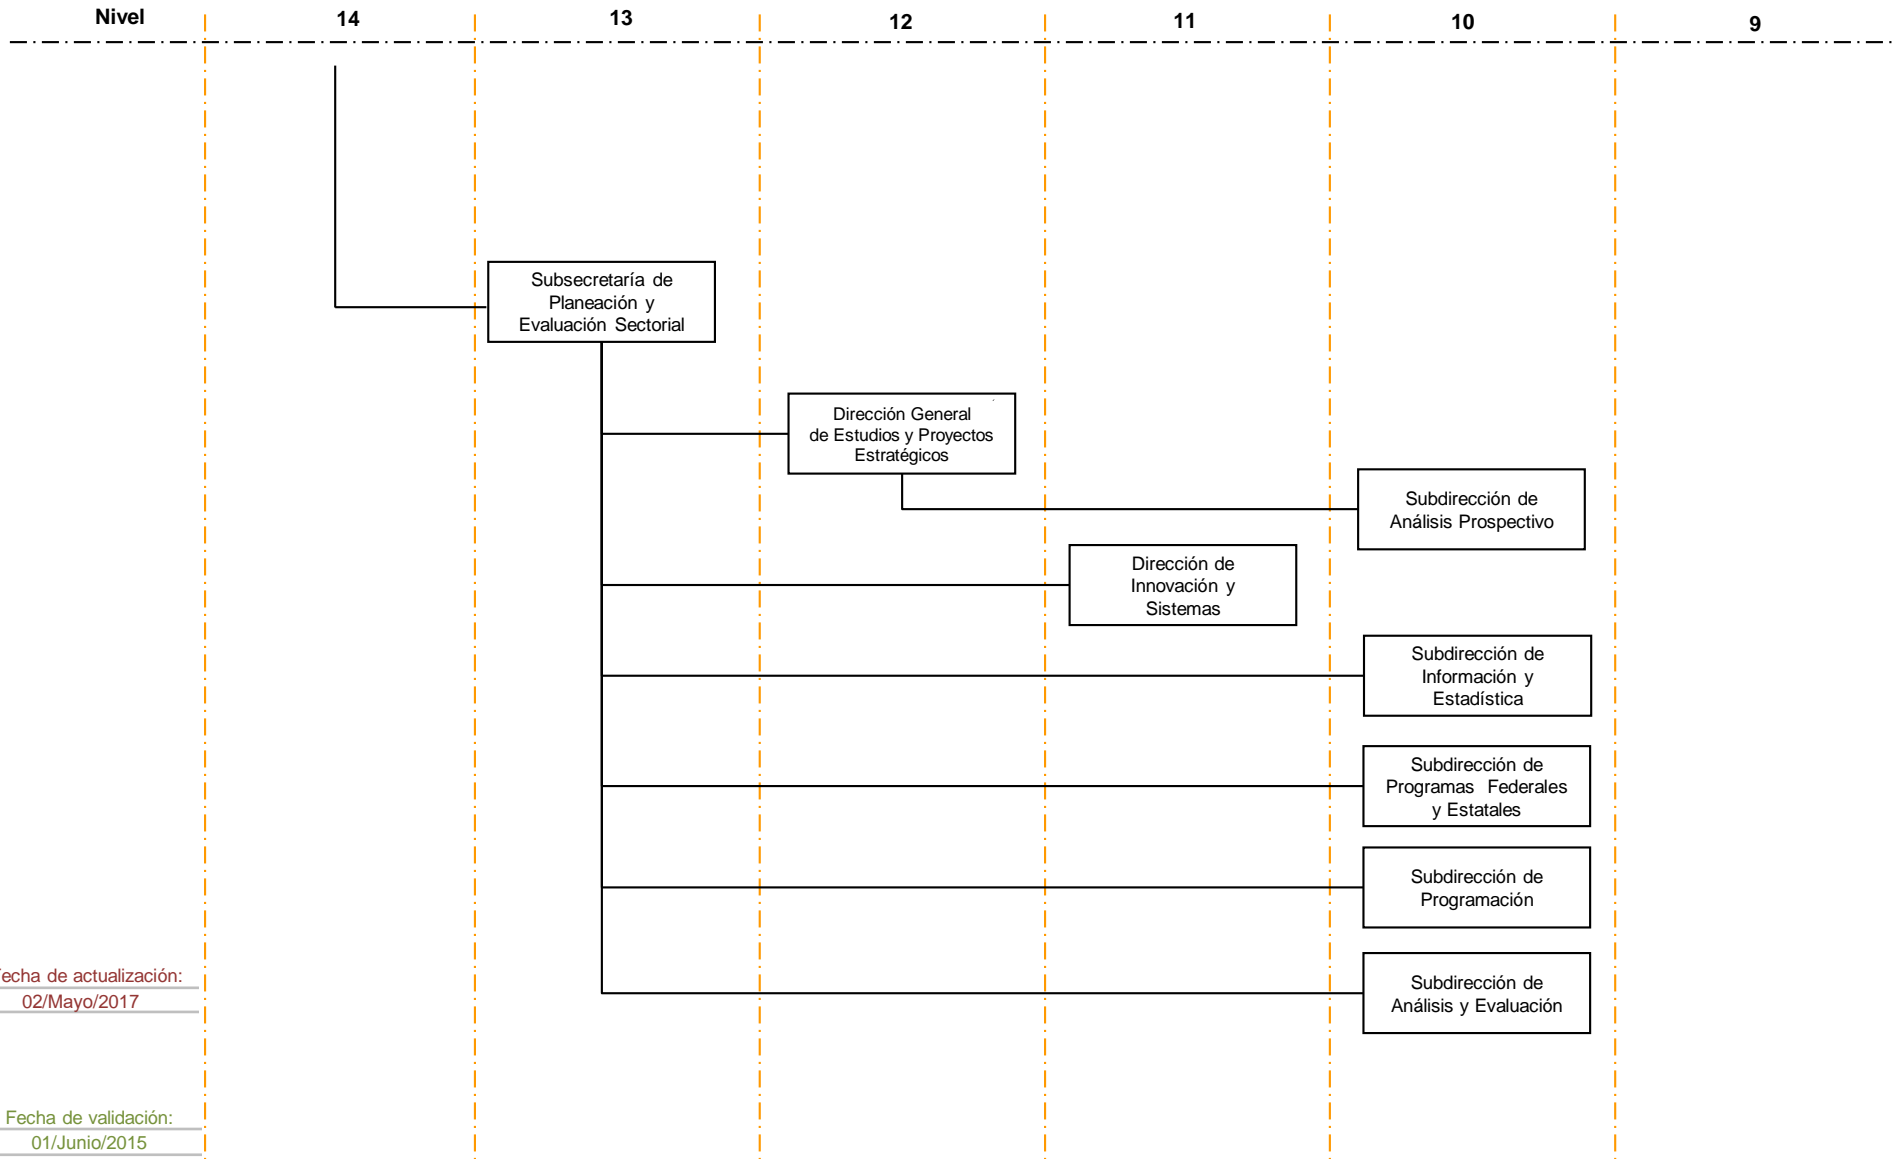 Nivel 14 13 12 11 10 9
Subsecretaría de
Planeación y
Evaluación Sectorial
Dirección General
de Estudios y Proyectos
Estratégicos
Subdirección de
Análisis Prospectivo
Dirección de
Innovación y
Sistemas
Subdirección de
Información y
Estadística
Subdirección de
Programas Federales
y Estatales
Subdirección de
Programación
Subdirección de
Análisis y Evaluación
Fecha de actualización:
02/Mayo/2017
Fecha de validación:
01/Junio/2015